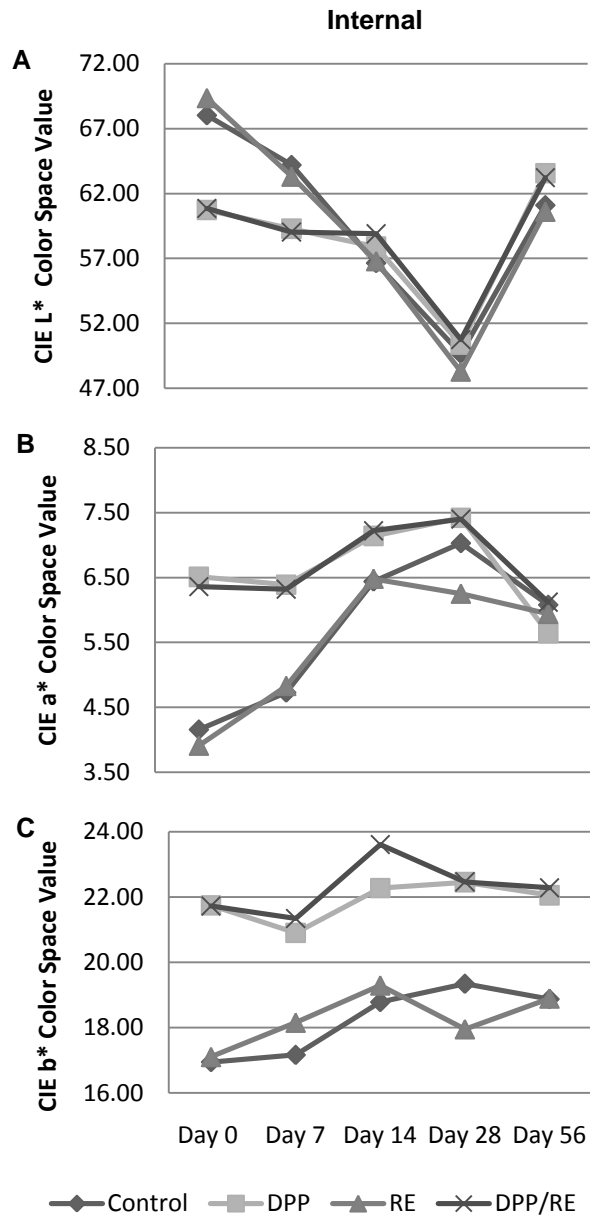 Internal
A
CIE L* Color Space Value
72.00
67.00
62.00
57.00
52.00
47.00
B
CIE a* Color Space Value
8.50
7.50
6.50
5.50
4.50
3.50
C
CIE b* Color Space Value
24.00
22.00
20.00
18.00
16.00
Day 0 Day 7 Day 14 Day 28 Day 56
Control DPP RE DPP/RE